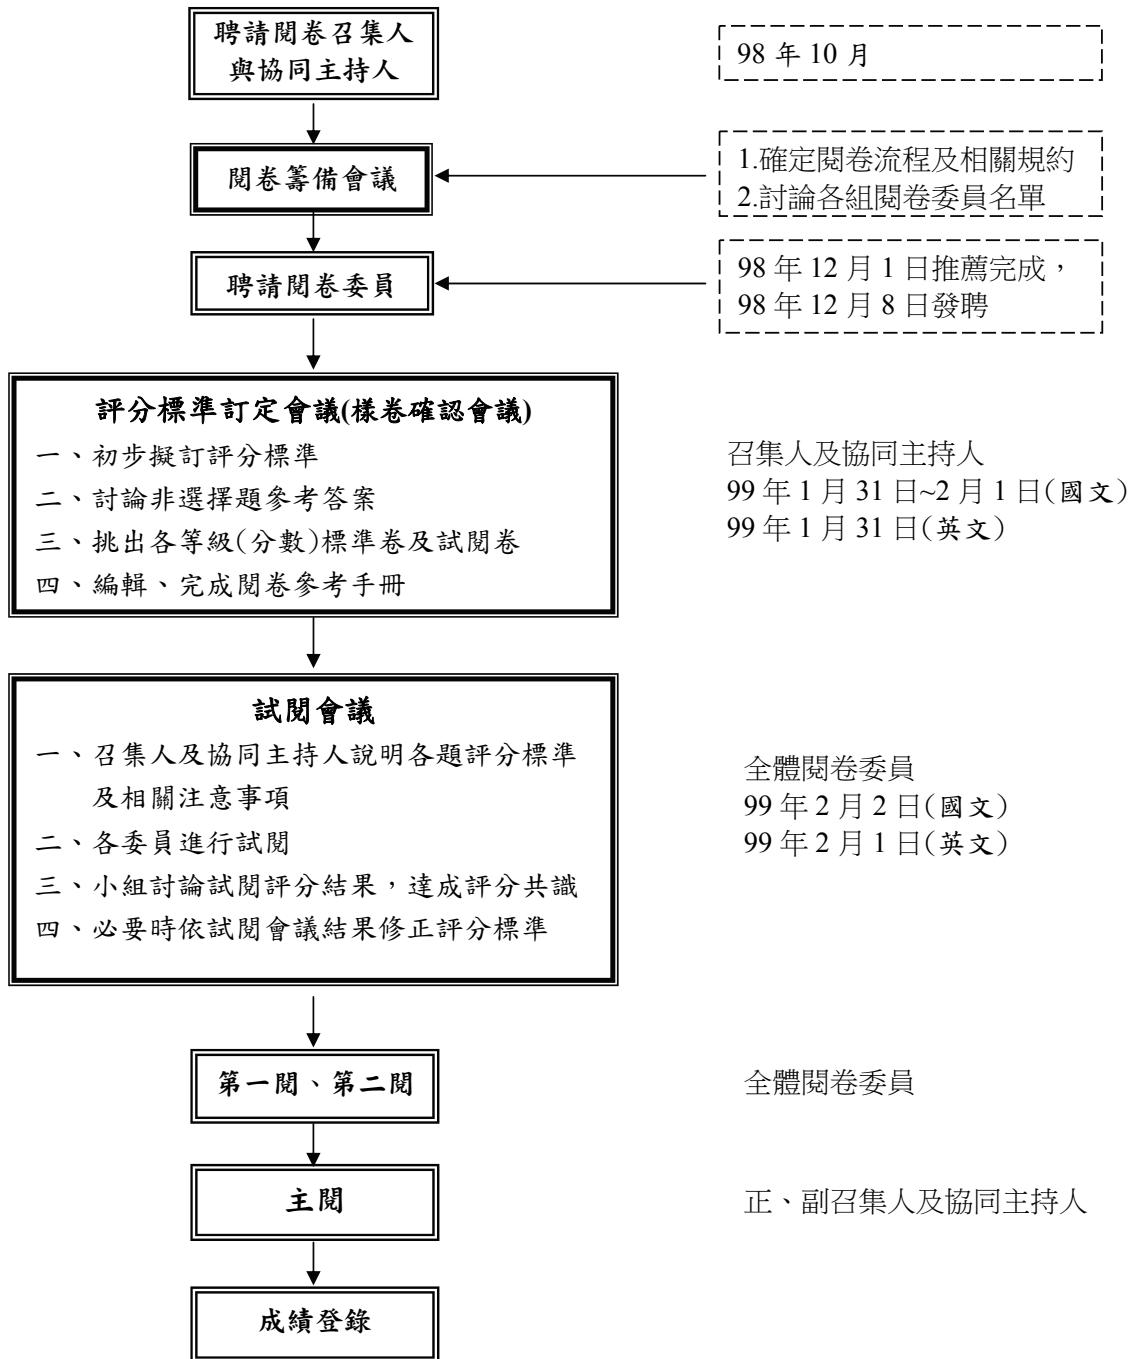 聘請閱卷召集人
與協同主持人
98 年 10 月
閱卷籌備會議
1.確定閱卷流程及相關規約
2.討論各組閱卷委員名單
聘請閱卷委員
98 年 12 月 1 日推薦完成，
98 年 12 月 8 日發聘
評分標準訂定會議(樣卷確認會議)
一、初步擬訂評分標準
二、討論非選擇題參考答案
三、挑出各等級(分數)標準卷及試閱卷
四、編輯、完成閱卷參考手冊
召集人及協同主持人
99 年 1 月 31 日~2 月 1 日(國文)
99 年 1 月 31 日(英文)
試閱會議
一、召集人及協同主持人說明各題評分標準
及相關注意事項
二、各委員進行試閱
三、小組討論試閱評分結果，達成評分共識
四、必要時依試閱會議結果修正評分標準
全體閱卷委員
99 年 2 月 2 日(國文)
99 年 2 月 1 日(英文)
第一閱、第二閱
全體閱卷委員
主閱
正、副召集人及協同主持人
成績登錄